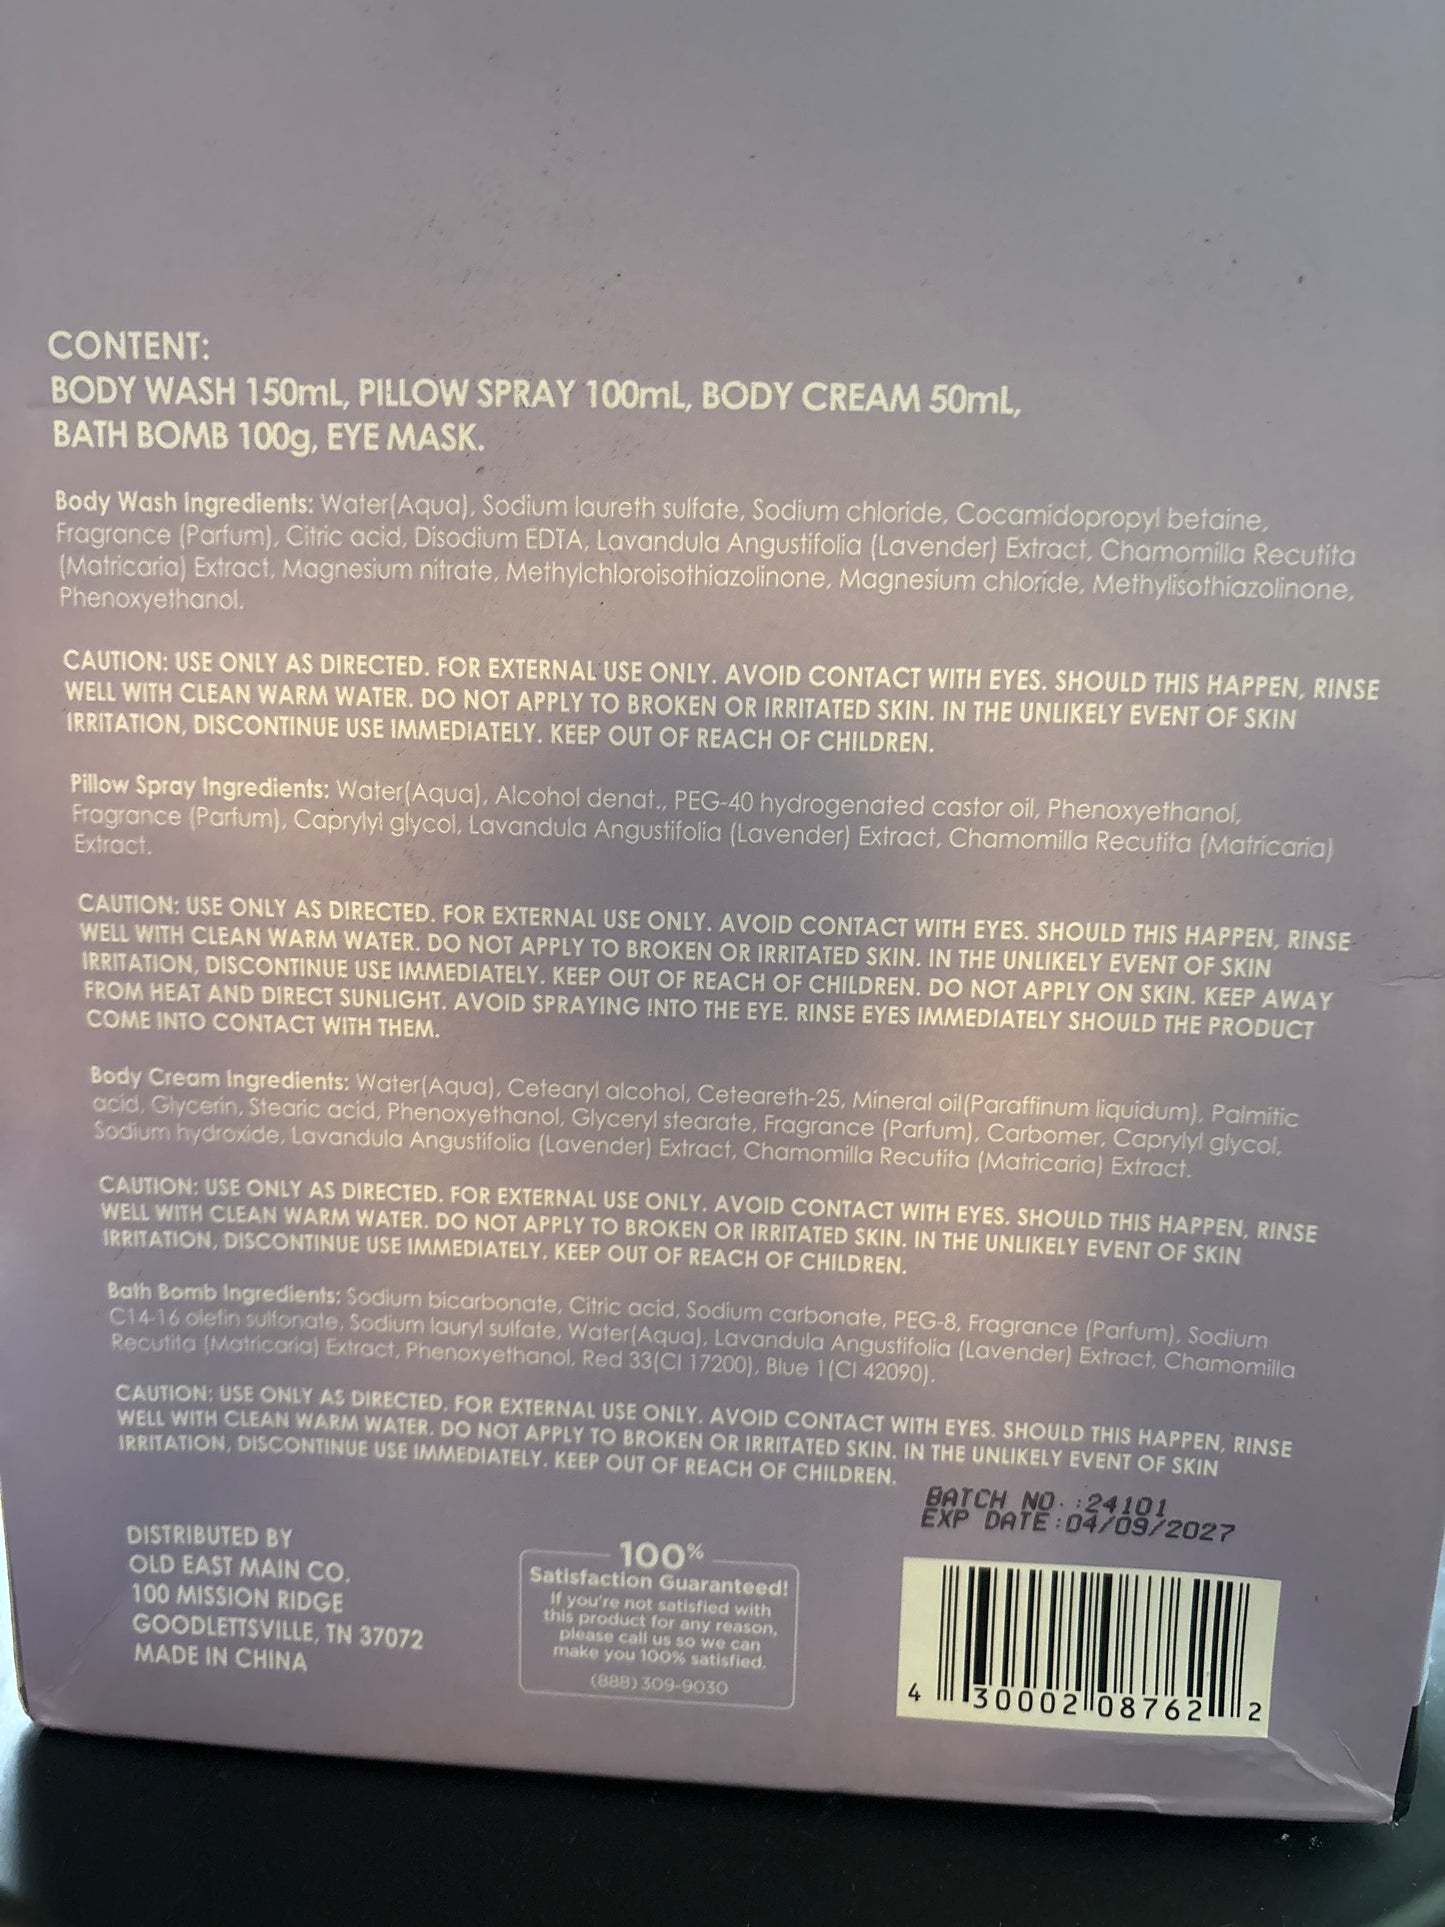 CONTENT:
BODY WASH 150mL, PILLOW SPRAY 100mL, BODY CREAM 50mL,
BATH BOMB 100g, EYE MASK.
Body Wash Ingredients: Water(Aqua), Sodium laureth sulfate, Sodium chloride, Cocamidopropyl betaine,
Fragrance (Parfum), Citric acid, Disodium EDTA, Lavandula Angustifolia (Lavender) Extract, Chamomilla Recutita
(Matricaria) Extract, Magnesium nitrate, Methylchloroisothiazolinone, Magnesium chloride, Methylisothiazolinone,
Phenoxyethanol.
CAUTION: USE ONLY AS DIRECTED. FOR EXTERNAL USE ONLY. AVOID CONTACT WITH EYES. SHOULD THIS HAPPEN, RINSE
WELL WITH CLEAN WARM WATER. DO NOT APPLY TO BROKEN OR IRRITATED SKIN. IN THE UNLIKELY EVENT OF SKIN
IRRITATION, DISCONTINUE USE IMMEDIATELY. KEEP OUT OF REACH OF CHILDREN.
Pillow Spray Ingredients: Water(Aqua), Alcohol denat., PEG-40 hydrogenated castor oil, Phenoxyethanol,
Fragrance (Parfum), Caprylyl glycol, Lavandula Angustifolia (Lavender) Extract, Chamomilla Recutita (Matricaria)
Extract.
CAUTION: USE ONLY AS DIRECTED. FOR EXTERNAL USE ONLY. AVOID CONTACT WITH EYES. SHOULD THIS HAPPEN, RINSE
WELL WITH CLEAN WARM WATER. DO NOT APPLY TO BROKEN OR IRRITATED SKIN. IN THE UNLIKELY EVENT OF SKIN
IRRITATION, DISCONTINUE USE IMMEDIATELY. KEEP OUT OF REACH OF CHILDREN. DO NOT APPLY ON SKIN. KEEP AWAY
FROM HEAT AND DIRECT SUNLIGHT. AVOID SPRAYING INTO THE EYE. RINSE EYES IMMEDIATELY SHOULD THE PRODUCT
COME INTO CONTACT WITH THEM.
Body Cream Ingredients: Water(Aqua), Cetearyl alcohol, Ceteareth-25, Mineral oil(Paraffinum liquidum), Palmitic
acid, Glycerin, Stearic acid, Phenoxyethanol, Glyceryl stearate, Fragrance (Parfum), Carbomer, Caprylyl glycol,
Sodium hydroxide, Lavandula Angustifolia (Lavender) Extract, Chamomilla Recutita (Matricaria) Extract.
CAUTION: USE ONLY AS DIRECTED. FOR EXTERNAL USE ONLY. AVOID CONTACT WITH EYES. SHOULD THIS HAPPEN, RINSE
WELL WITH CLEAN WARM WATER. DO NOT APPLY TO BROKEN OR IRRITATED SKIN. IN THE UNLIKELY EVENT OF SKIN
IRRITATION, DISCONTINUE USE IMMEDIATELY. KEEP OUT OF REACH OF CHILDREN.
Bath Bomb Ingredients: Sodium bicarbonate, Citric acid, Sodium carbonate, PEG-8, Fragrance (Parfum), Sodium
C14-16 olefin sulfonate, Sodium lauryl sulfate, Water(Aqua), Lavandula Angustifolia (Lavender) Extract, Chamomilla
Recutita (Matricaria) Extract, Phenoxyethanol, Red 33(CI 17200), Blue 1(CI 42090).
CAUTION: USE ONLY AS DIRECTED. FOR EXTERNAL USE ONLY. AVOID CONTACT WITH EYES. SHOULD THIS HAPPEN, RINSE
WELL WITH CLEAN WARM WATER. DO NOT APPLY TO BROKEN OR IRRITATED SKIN. IN THE UNLIKELY EVENT OF SKIN
IRRITATION, DISCONTINUE USE IMMEDIATELY. KEEP OUT OF REACH OF CHILDREN.
BATCH NO.:24101
EXP DATE:04/09/2027
DISTRIBUTED BY
OLD EAST MAIN CO.
100 MISSION RIDGE
GOODLETTSVILLE, TN 37072
MADE IN CHINA
100%
Satisfaction Guaranteed!
If you're not satisfied with
this product for any reason,
please call us so we can
make you 100% satisfied.
(888) 309-9030
4 30002 08762 2